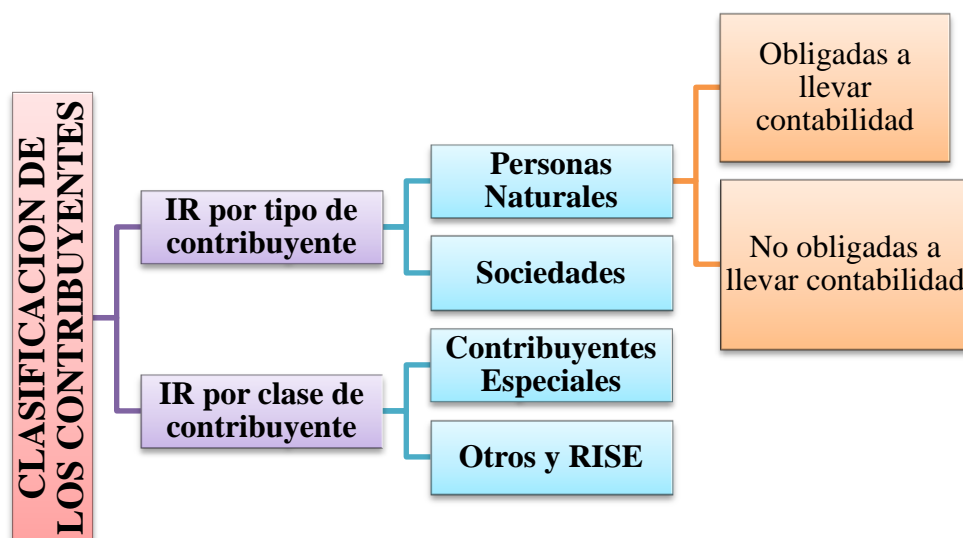 CLASIFICACION DE
LOS CONTRIBUYENTES
IR por tipo de
contribuyente
Personas
Naturales
Obligadas a
llevar
contabilidad
No obligadas a
llevar contabilidad
Sociedades
IR por clase de
contribuyente
Contribuyentes
Especiales
Otros y RISE